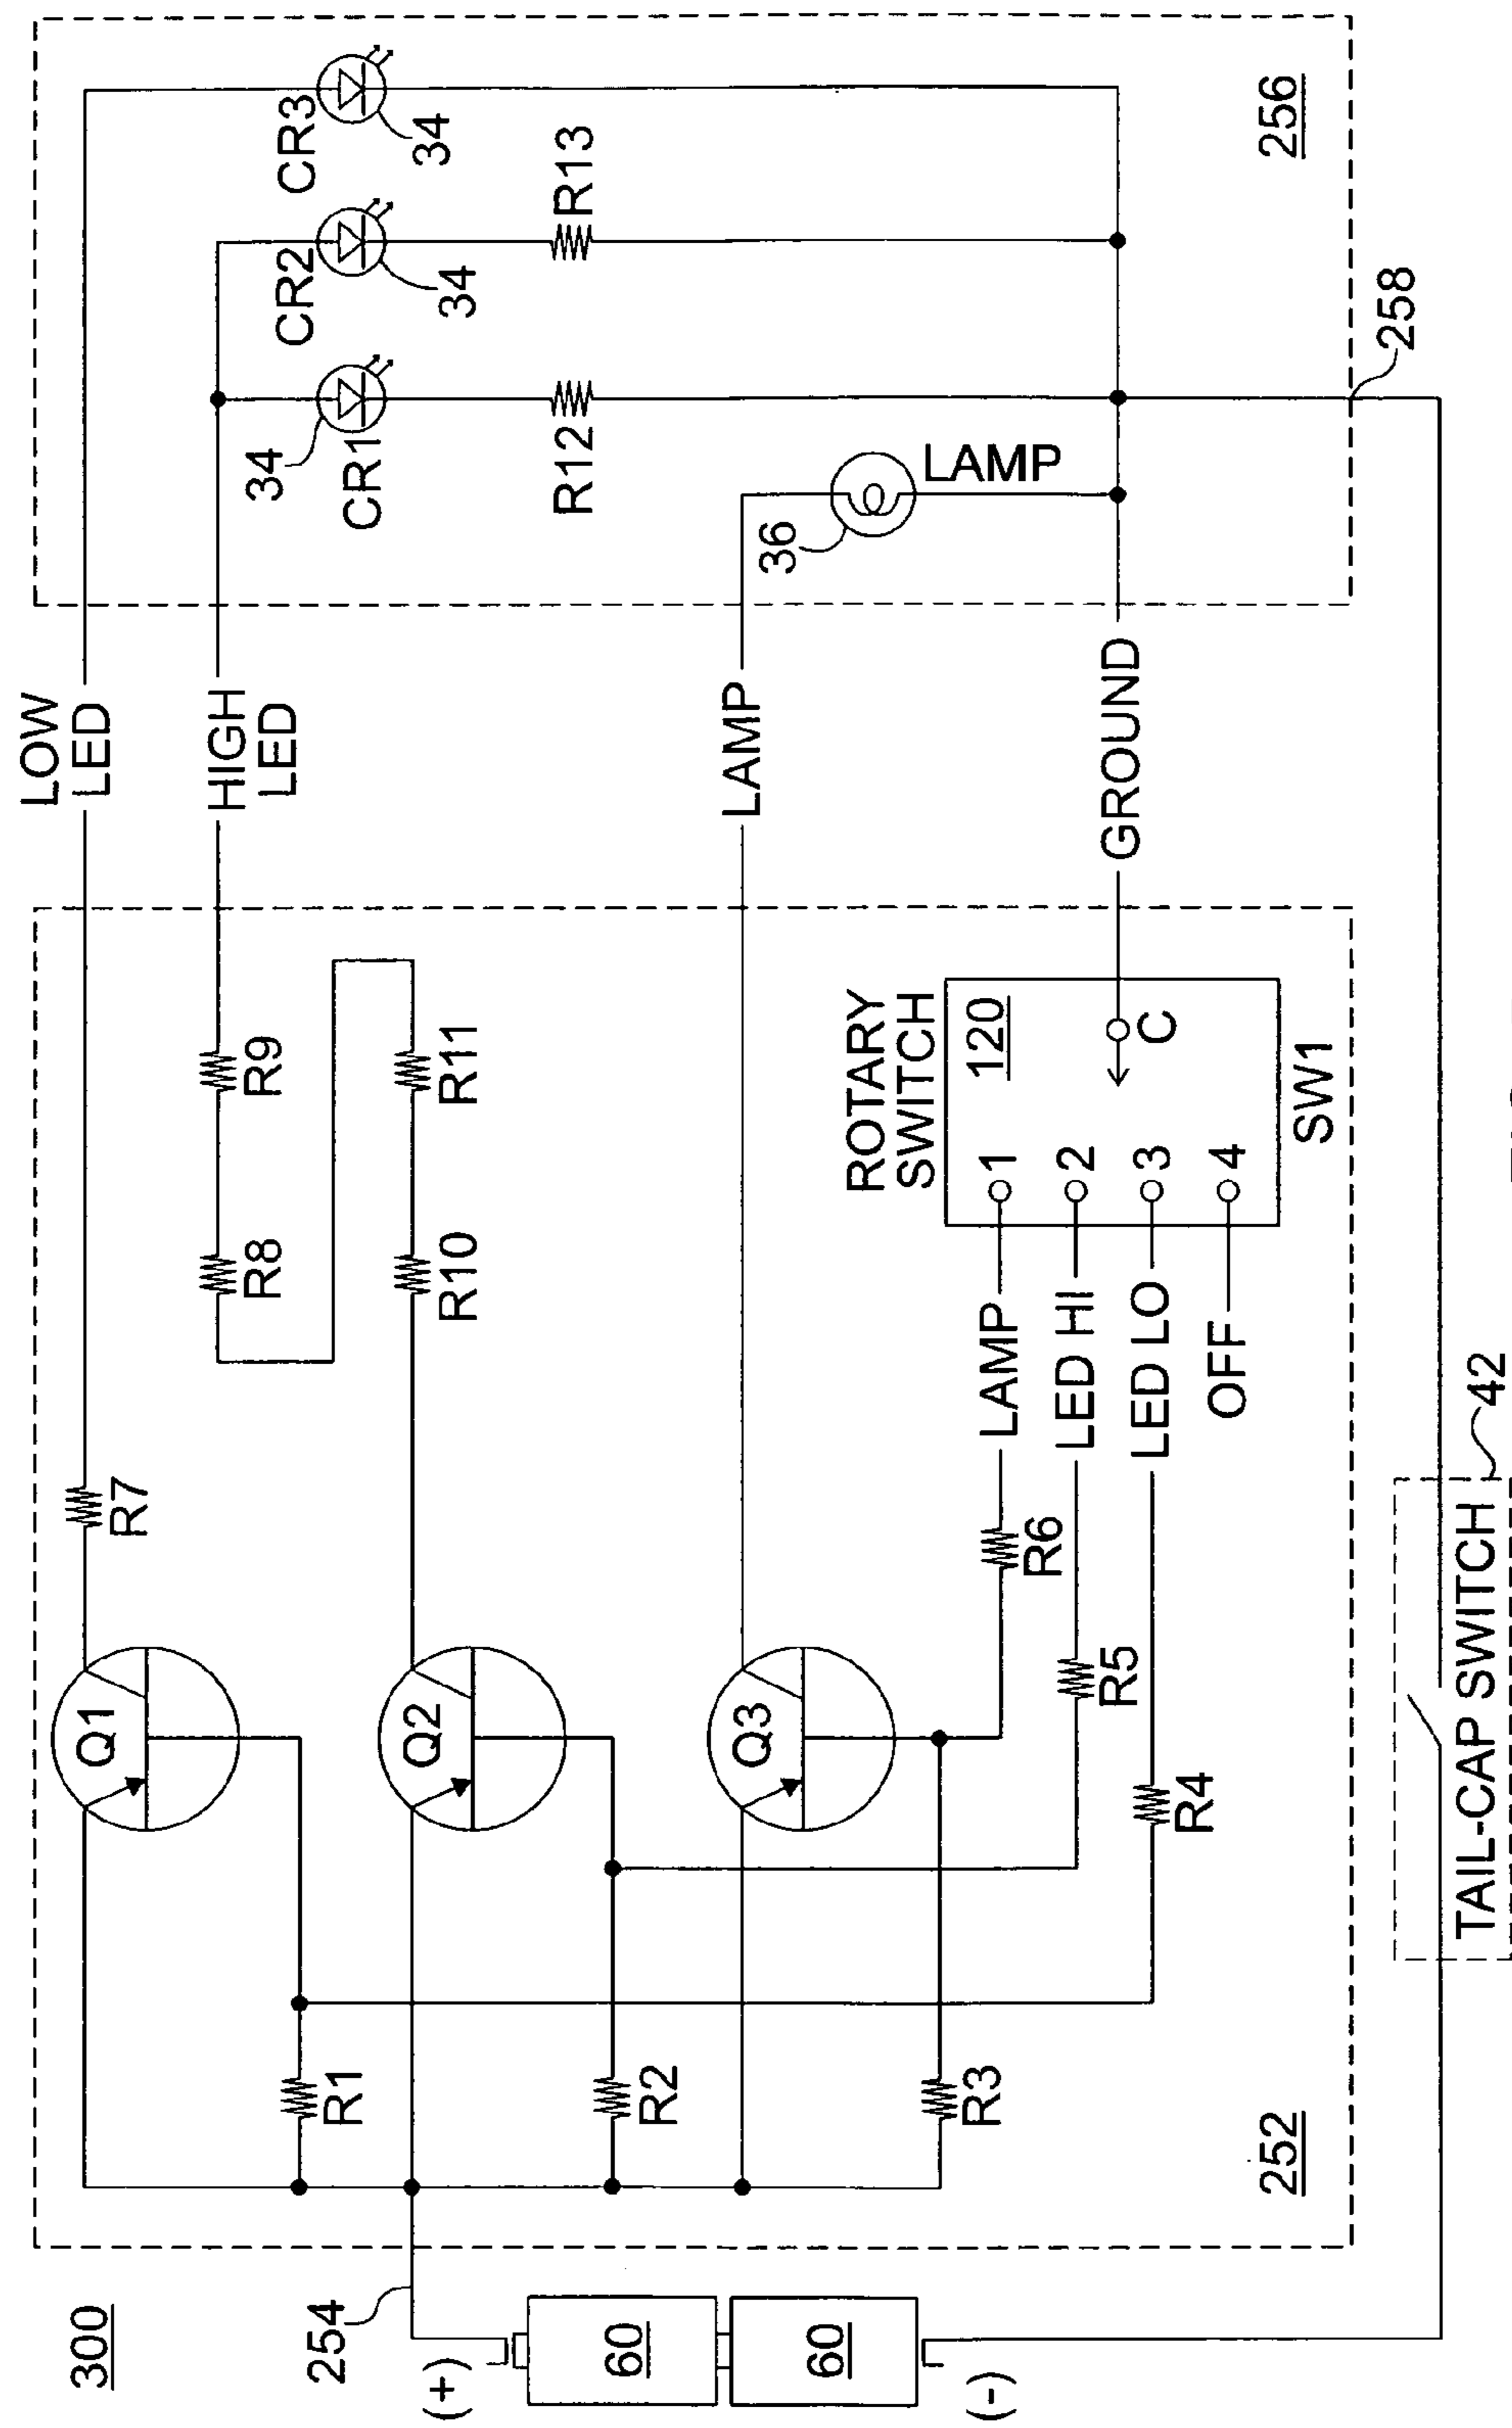 300
254
(+)
60
60
(-)
252
R1
R2
R3
Q1
Q2
Q3
R4
R5
R6
R7
R8
R9
R10
R11
LAMP
LED HI
LED LO
OFF
ROTARY
SWITCH
120
1
2
3
4
C
SW1
TAIL-CAP SWITCH
42
LOW
LED
HIGH
LED
LAMP
GROUND
CR3
34
CR2
34
34
CR1
R13
R12
36
LAMP
256
258